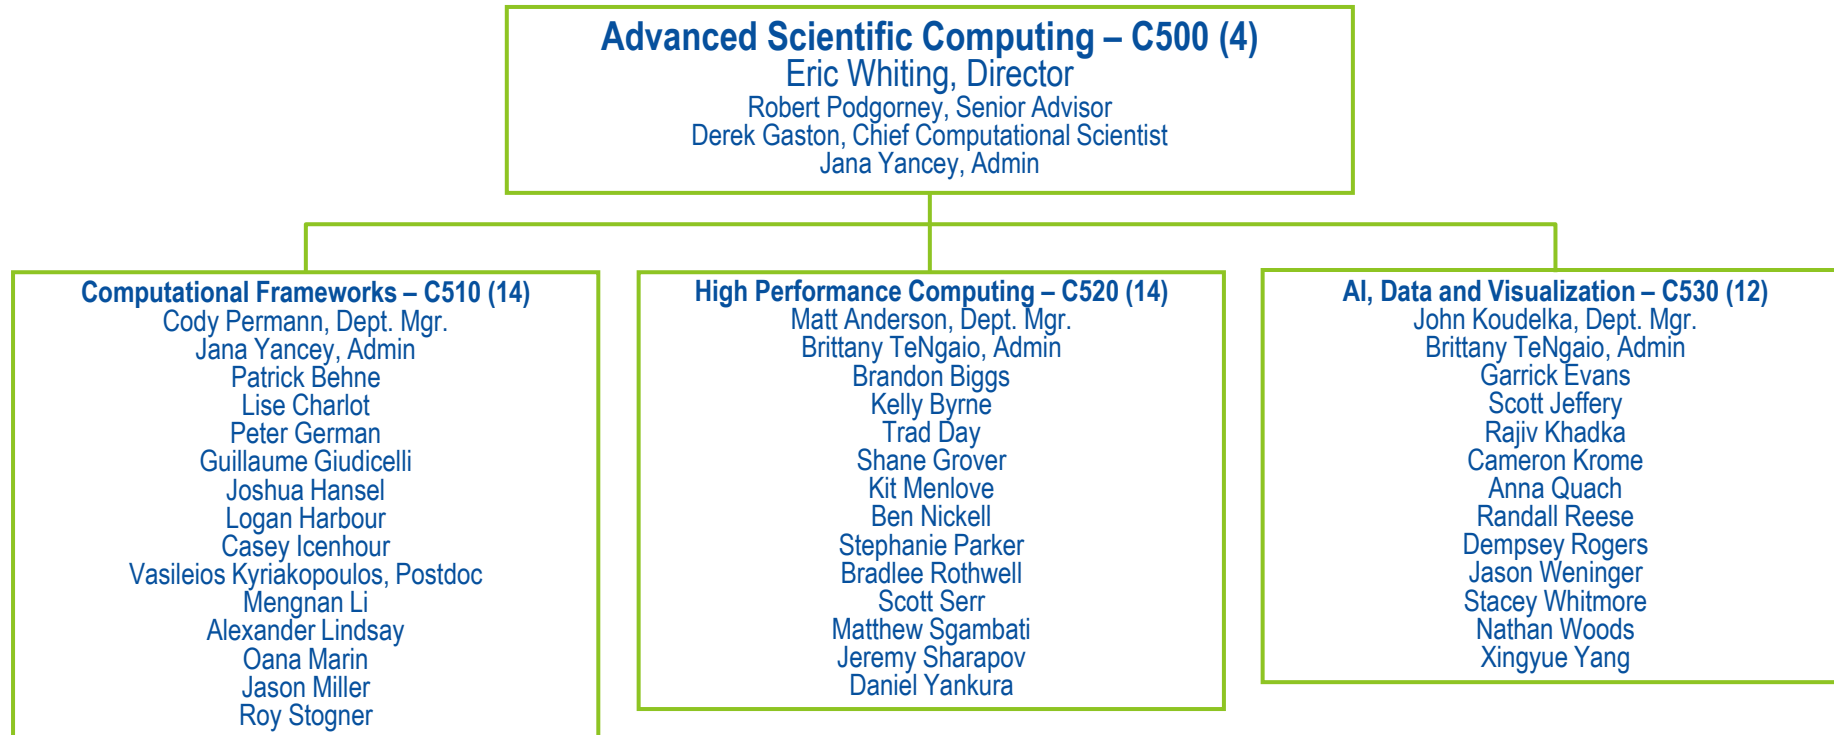 Advanced Scientific Computing – C500 (4)
Eric Whiting, Director
Robert Podgorney, Senior Advisor
Derek Gaston, Chief Computational Scientist
Jana Yancey, Admin
Computational Frameworks – C510 (14)
Cody Permann, Dept. Mgr.
Jana Yancey, Admin
Patrick Behne
Lise Charlot
Peter German
Guillaume Giudicelli
Joshua Hansel
Logan Harbour
Casey Icenhour
Vasileios Kyriakopoulos, Postdoc
Mengnan Li
Alexander Lindsay
Oana Marin
Jason Miller
Roy Stogner
High Performance Computing – C520 (14)
Matt Anderson, Dept. Mgr.
Brittany TeNgaio, Admin
Brandon Biggs
Kelly Byrne
Trad Day
Shane Grover
Kit Menlove
Ben Nickell
Stephanie Parker
Bradlee Rothwell
Scott Serr
Matthew Sgambati
Jeremy Sharapov
Daniel Yankura
AI, Data and Visualization – C530 (12)
John Koudelka, Dept. Mgr.
Brittany TeNgaio, Admin
Garrick Evans
Scott Jeffery
Rajiv Khadka
Cameron Krome
Anna Quach
Randall Reese
Dempsey Rogers
Jason Weninger
Stacey Whitmore
Nathan Woods
Xingyue Yang